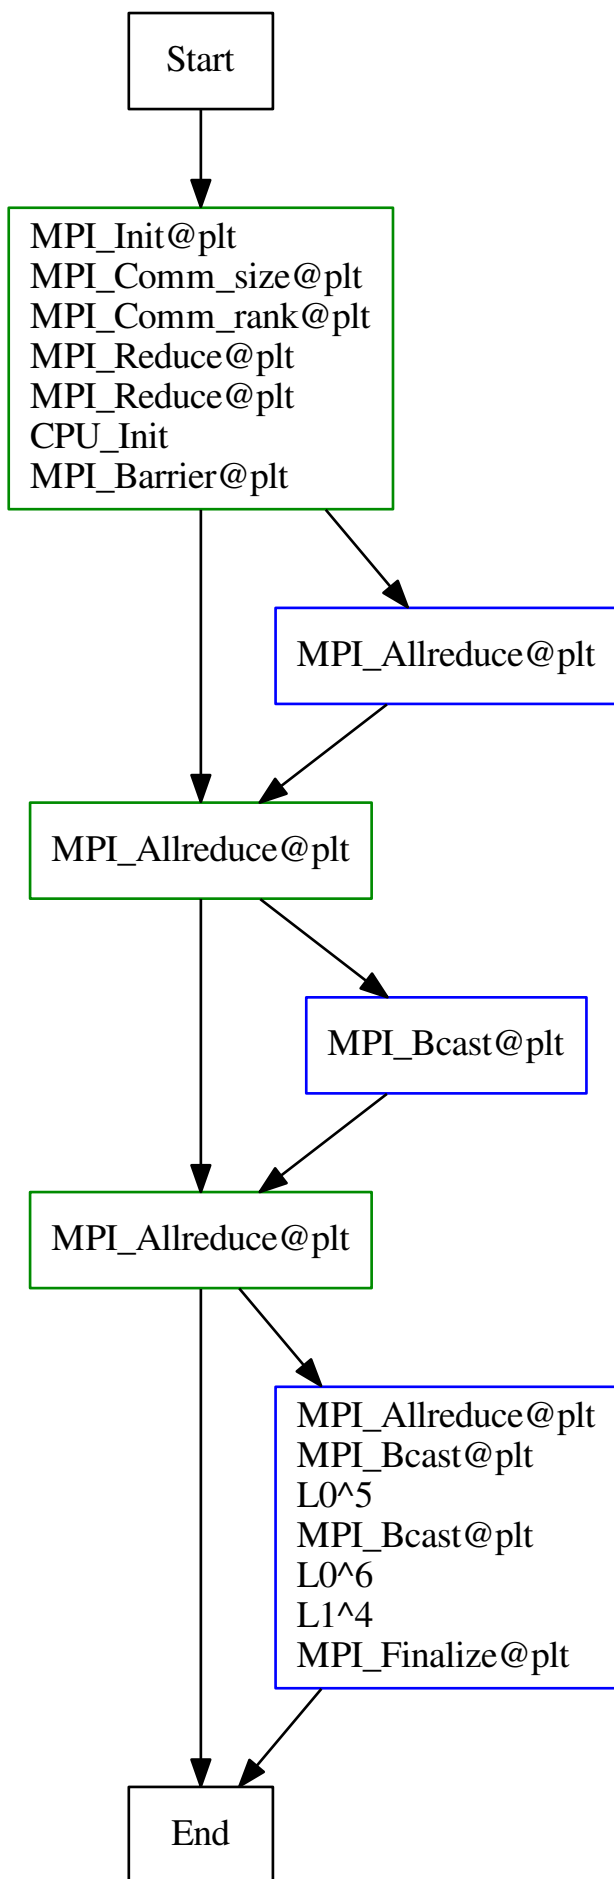 Start
MPI_Init@plt
MPI_Comm_size@plt
MPI_Comm_rank@plt
MPI_Reduce@plt
MPI_Reduce@plt
CPU_Init
MPI_Barrier@plt
MPI_Allreduce@plt
MPI_Allreduce@plt
MPI_Bcast@plt
MPI_Allreduce@plt
MPI_Allreduce@plt
MPI_Bcast@plt
L0^5
MPI_Bcast@plt
L0^6
L1^4
MPI_Finalize@plt
End